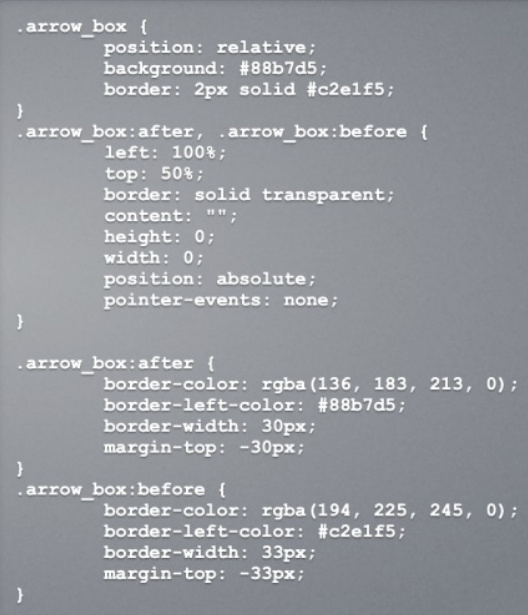 .arrow_box {
	position: relative;
	background: #88b7d5;
	border: 2px solid #c2e1f5;
}
.arrow_box:after, .arrow_box:before {
	left: 100%;
	top: 50%;
	border: solid transparent;
	content: "";
	height: 0;
	width: 0;
	position: absolute;
	pointer-events: none;
}

.arrow_box:after {
	border-color: rgba(136, 183, 213, 0);
	border-left-color: #88b7d5;
	border-width: 30px;
	margin-top: -30px;
}
.arrow_box:before {
	border-color: rgba(194, 225, 245, 0);
	border-left-color: #c2e1f5;
	border-width: 33px;
	margin-top: -33px;
}